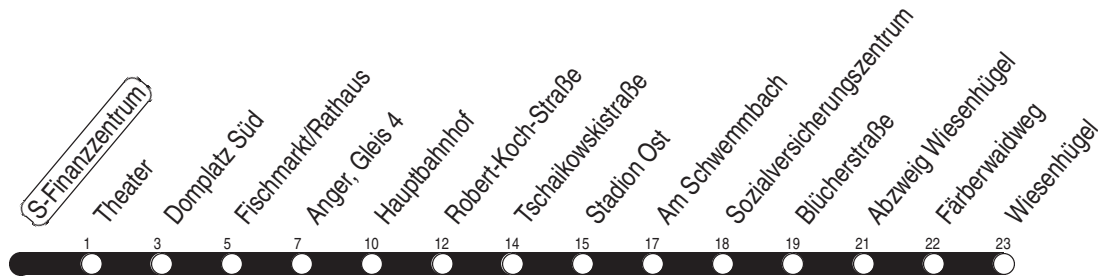 S-Finanzzentrum
Theater
Domplatz Süd
Fischmarkt/Rathaus
Anger, Gleis 4
Hauptbahnhof
Robert-Koch-Straße
Tschaikowskistraße
Stadion Ost
Am Schwemmbach
Sozialversicherungszentrum
Blücherstraße
Abzweig Wiesenhügel
Färberwaidweg
Wiesenhügel
1 3 5 7 10 12 14 15 17 18 19 21 22 23